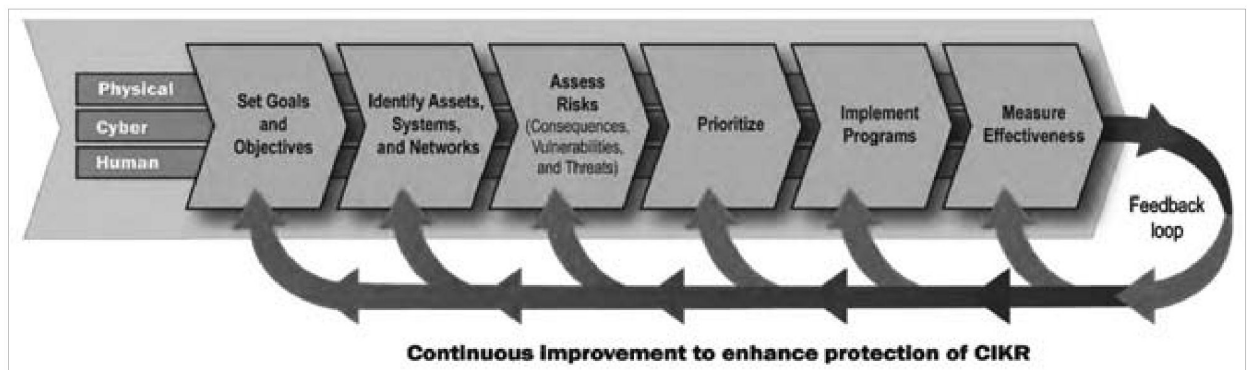 Physical
Cyber
Human
Set Goals
and
Objectives
Identify Assets,
Systems,
and Networks
Assess
Risks
(Consequences,
Vulnerabilities,
and Threats)
Prioritize
Implement
Programs
Measure
Effectiveness
Feedback
loop
Continuous improvement to enhance protection of CIKR